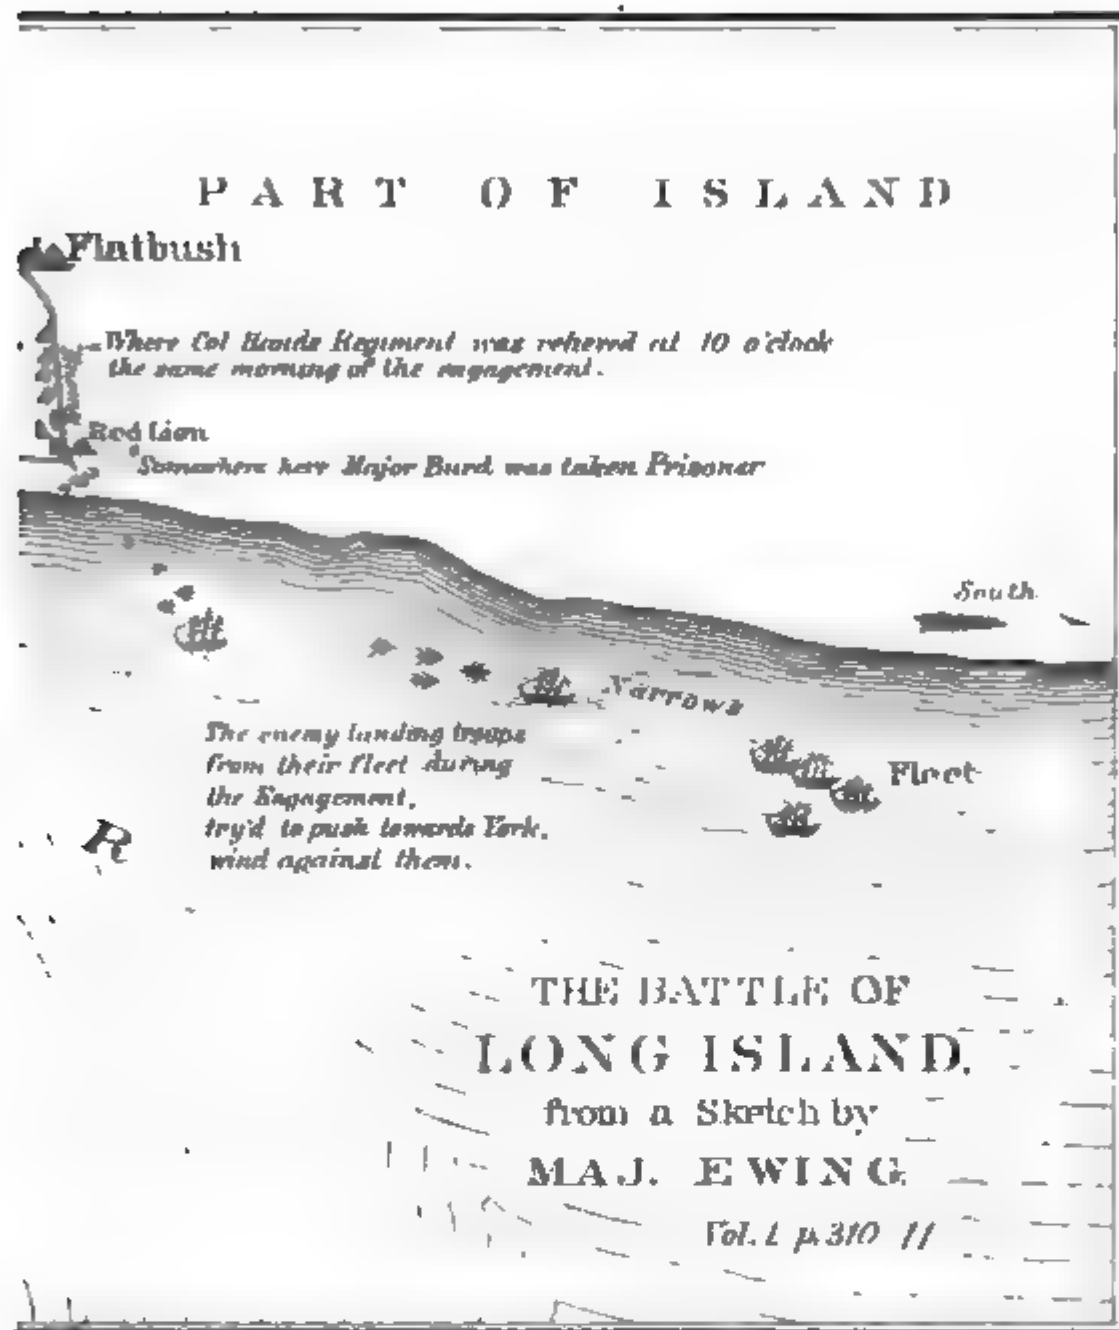 PART OF ISLAND
Flatbush
Where Col Hands Regiment was relieved at 10 o'clock
the same morning of the engagement.
Red Lion
Somewhere here Major Burd was taken Prisoner
South
Narrows
The enemy landing troops
from their fleet during
the Engagement,
try'd to push towards York,
wind against them.
Fleet
R
THE BATTLE OF
LONG ISLAND,
from a Sketch by
MAJ. EWING
Vol. I p. 310